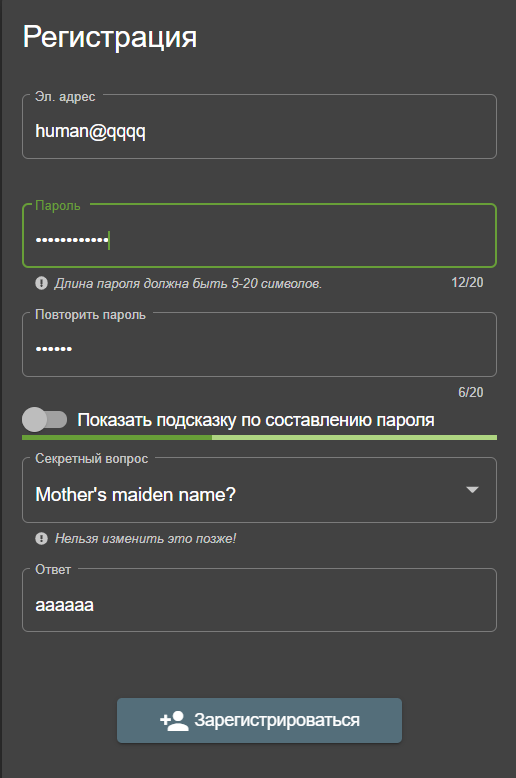 Регистрация
Эл. адрес
human@qqqq
Пароль
••••••••••••
Длина пароля должна быть 5-20 символов.
12/20
Повторить пароль
••••••
6/20
Показать подсказку по составлению пароля
Секретный вопрос
Mother's maiden name?
Нельзя изменить это позже!
Ответ
aaaaaa
Зарегистрироваться